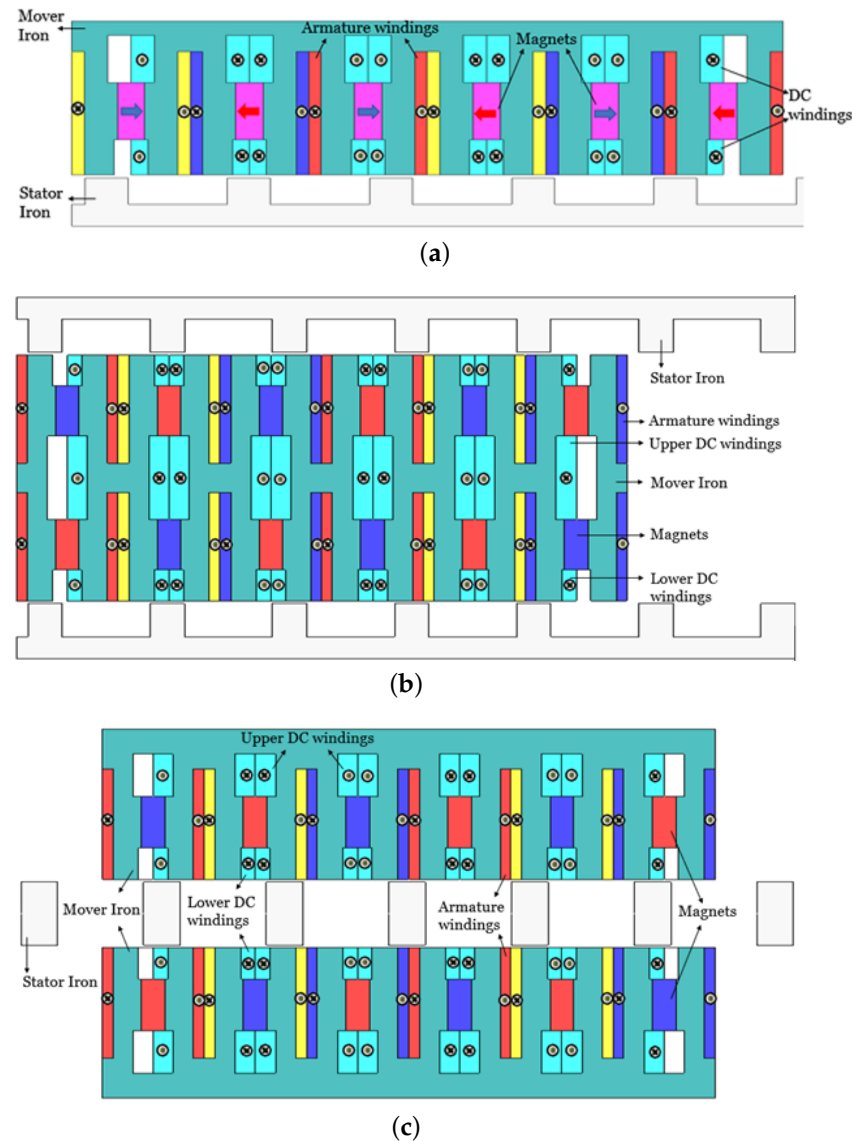 Mover
Iron
Armature windings
Magnets
DC
windings
Stator
Iron
(a)
Stator Iron
Armature windings
Upper DC windings
Mover Iron
Magnets
Lower DC
windings
(b)
Upper DC windings
Mover Iron
Lower DC
windings
Armature
windings
Magnets
Stator Iron
(c)